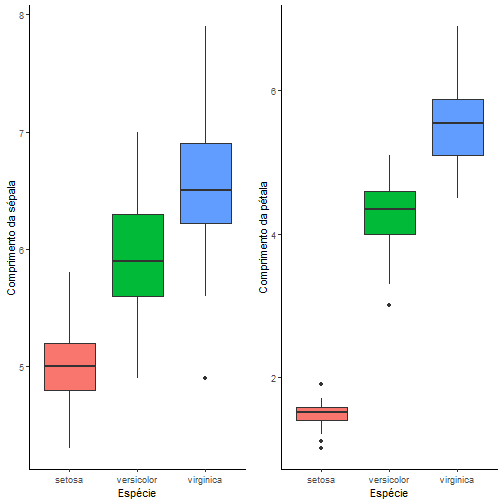 Comprimento da sépala
8
7
6
5
setosa versicolor virginica
Espécie
Comprimento da pétala
6
4
2
setosa versicolor virginica
Espécie